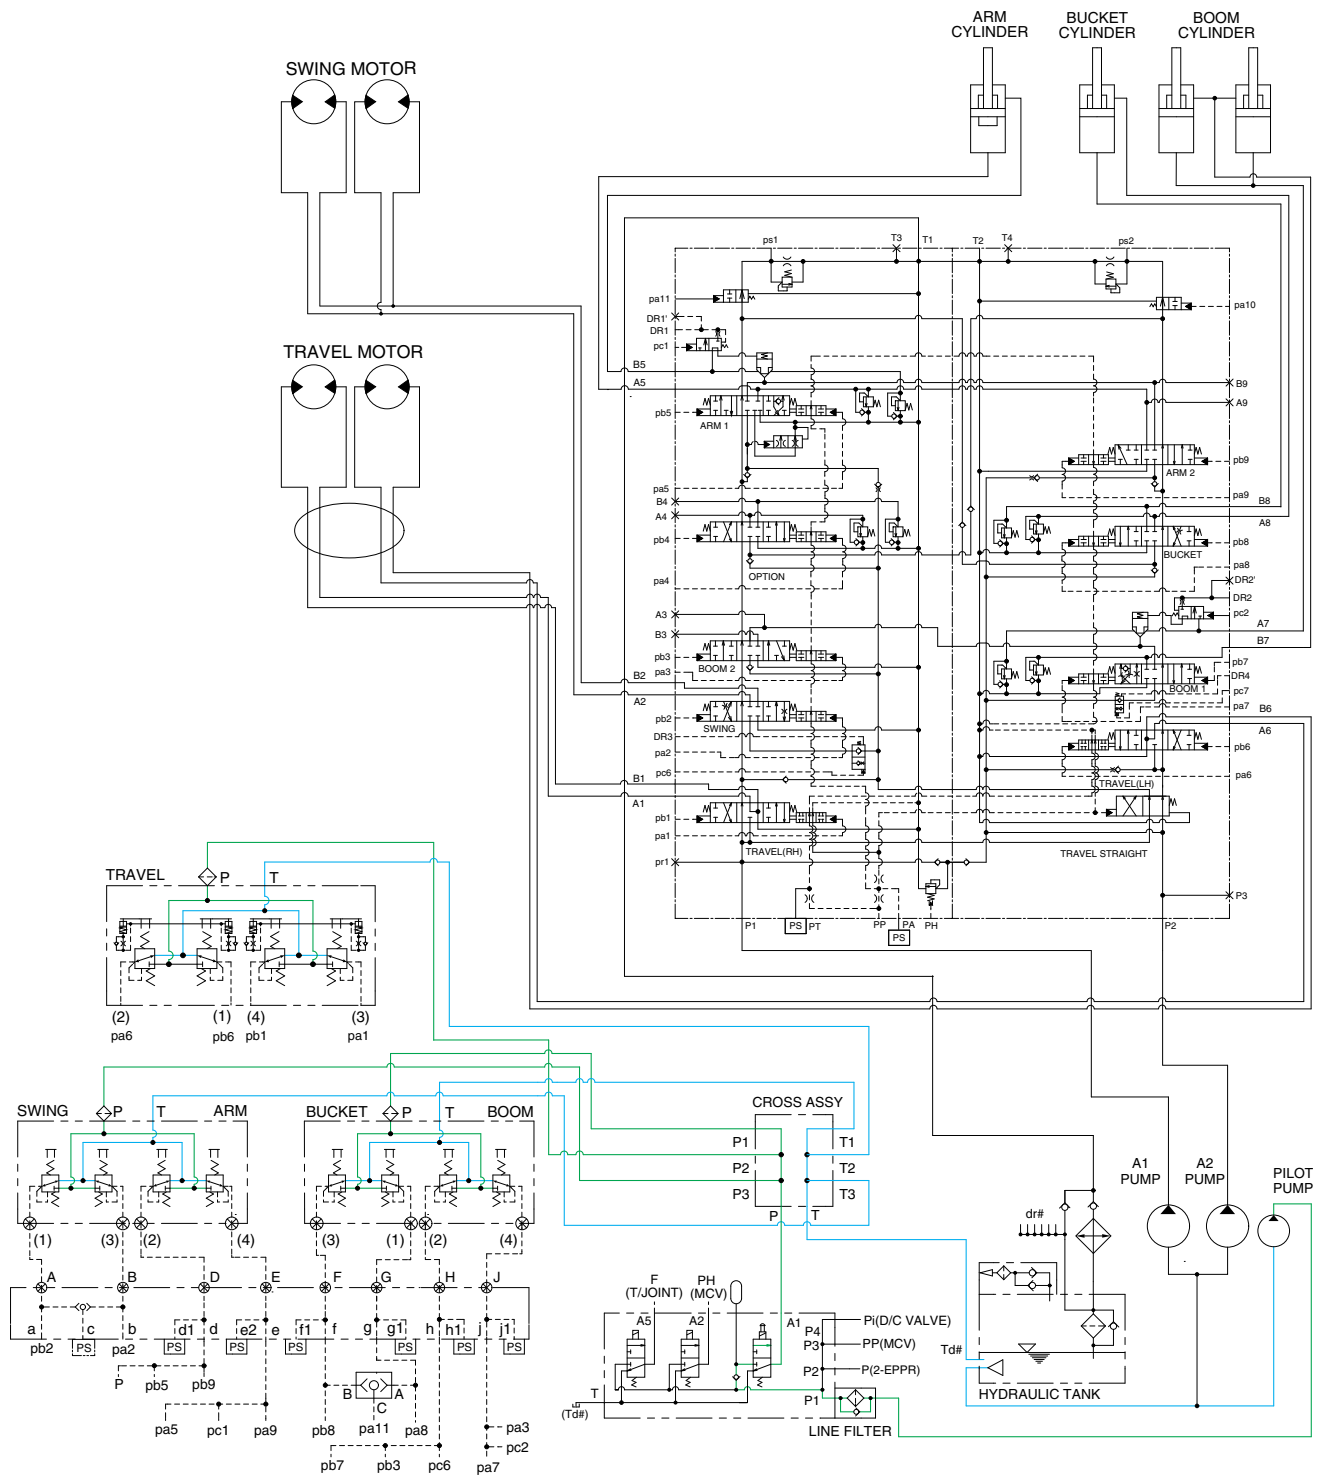 ARM
CYLINDER
BUCKET
CYLINDER
BOOM
CYLINDER
SWING MOTOR
TRAVEL MOTOR
ps1
T3
T1
T2
T4
ps2
pa11
pa10
DR1'
DR1
pc1
B5
A5
B9
A9
pb5
ARM 1
pb9
ARM 2
pa5
pa9
B4
B8
A4
A8
pb4
pb8
OPTION
BUCKET
pa4
pa8
DR2'
DR2
A3
pc2
A7
B3
B7
pb3
pb7
BOOM 2
pa3
DR4
B2
BOOM 1
pc7
A2
pa7
B6
pb2
SWING
A6
DR3
pb6
pa2
pc6
pa6
B1
TRAVEL(LH)
A1
pb1
pa1
TRAVEL(RH)
TRAVEL STRAIGHT
pr1
P3
P1
PS
PT
PP
PA
PH
P2
PS
TRAVEL
P
T
(2)
(1)
(4)
(3)
pa6
pb6
pb1
pa1
SWING
P
T
ARM
BUCKET
P
T
BOOM
CROSS ASSY
P1
T1
P2
T2
P3
T3
P
T
A1
PUMP
A2
PUMP
PILOT
PUMP
dr#
(1)
(3)
(2)
(4)
(3)
(1)
(2)
(4)
A
B
D
E
F
G
H
J
a
c
b
d1
d
e2
e
f1
f
g
g1
h
h1
j
j1
pb2
PS
pa2
PS
PS
PS
PS
PS
PS
P
pb5
pb9
B
A
C
pa5
pc1
pa9
pb8
pa11
pa8
pa3
pc2
pb7
pb3
pc6
pa7
F
(T/JOINT)
PH
(MCV)
A5
A2
A1
P4
Pi(D/C VALVE)
P3
PP(MCV)
P2
P(2-EPPR)
T
P1
(Td#)
LINE FILTER
Td#
HYDRAULIC TANK